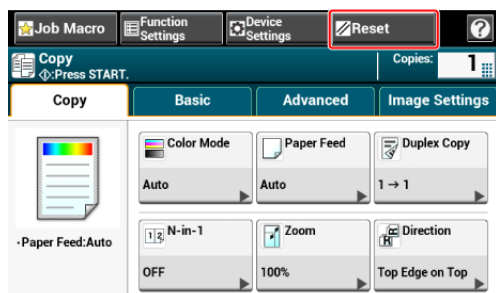 Job Macro
Function
Settings
Device
Settings
Reset
?
Copy
:Press START.
Copies:
1
Copy
Basic
Advanced
Image Settings
Color Mode
Auto
Paper Feed
Auto
Duplex Copy
1→1
·Paper Feed:Auto
1 2 N-in-1
OFF
Zoom
100%
R R Direction
Top Edge on Top